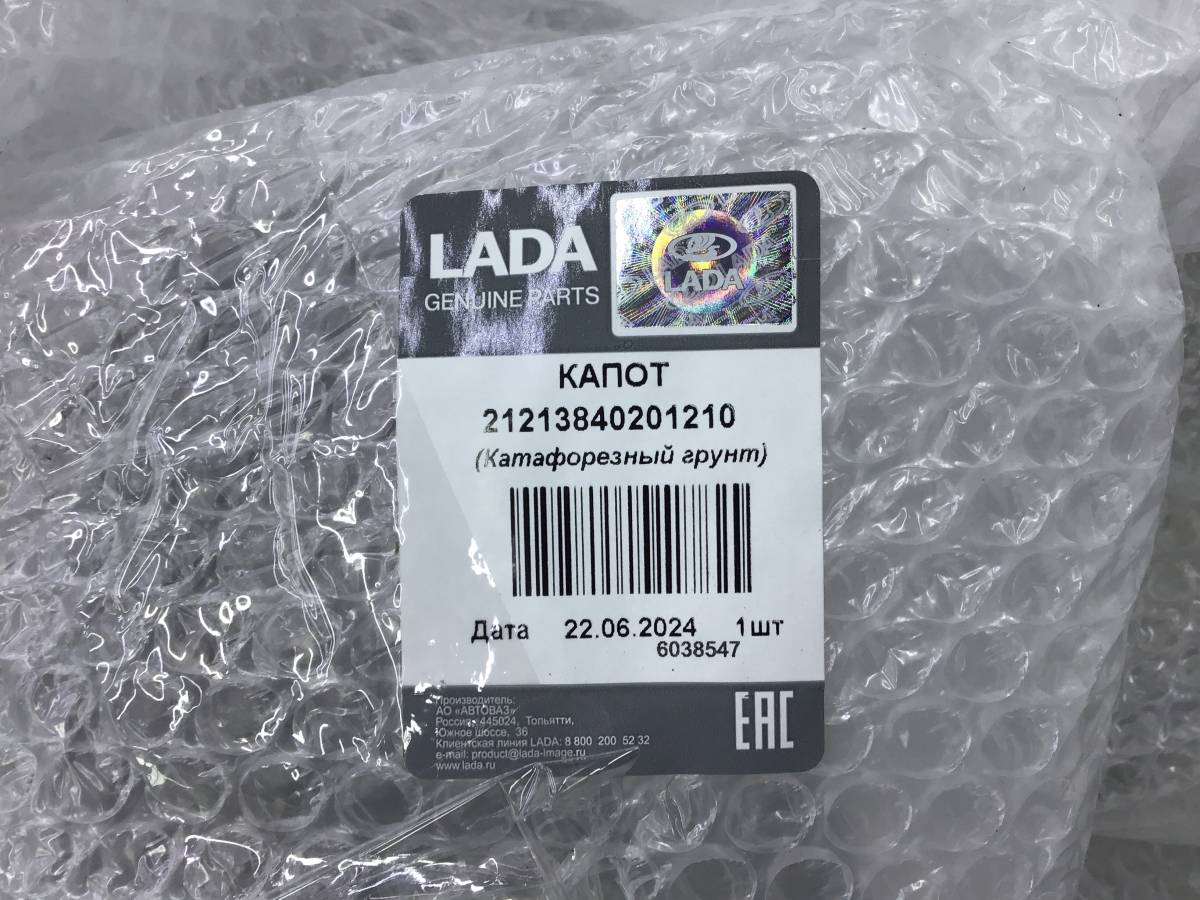 LADA
GENUINE PARTS
LADA
КАПОТ
21213840201210
(Катафорезный грунт)
Дата 22.06.2024 1 шт
6038547
Производитель:
АО «АВТОВАЗ»
Россия, 445024, Тольятти,
Южное шоссе, 36
Клиентская линия LADA: 8 800 200 52 32
e-mail: product@lada-image.ru
www.lada.ru
EAC